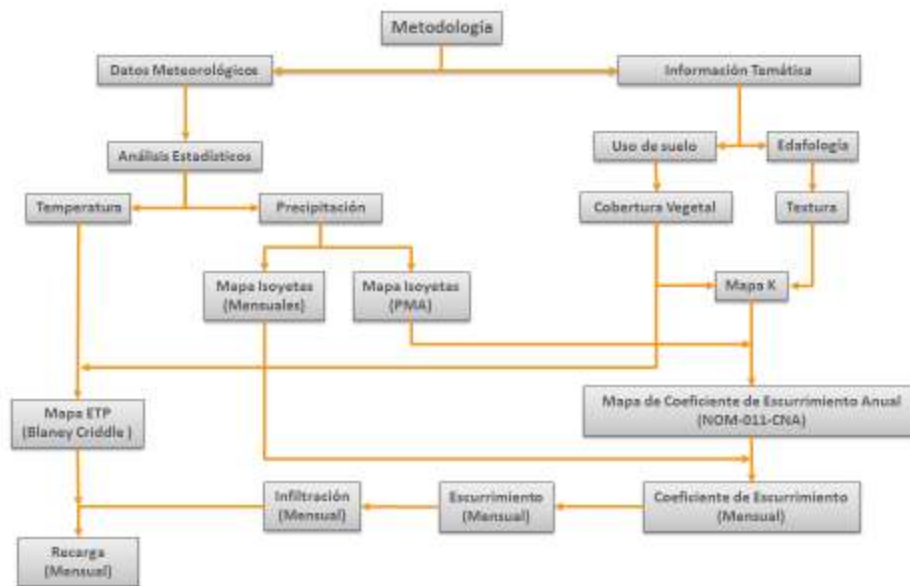 Metodología
Datos Meteorológicos
Información Temática
Análisis Estadísticos
Uso de suelo
Edafología
Temperatura
Precipitación
Cobertura Vegetal
Textura
Mapa Isoyetas
(Mensuales)
Mapa Isoyetas
(PMA)
Mapa K
Mapa ETP
(Blaney Criddle )
Mapa de Coeficiente de Escurrimiento Anual
(NOM-011-CNA)
Infiltración
(Mensual)
Escurrimiento
(Mensual)
Coeficiente de Escurrimiento
(Mensual)
Recarga
(Mensual)